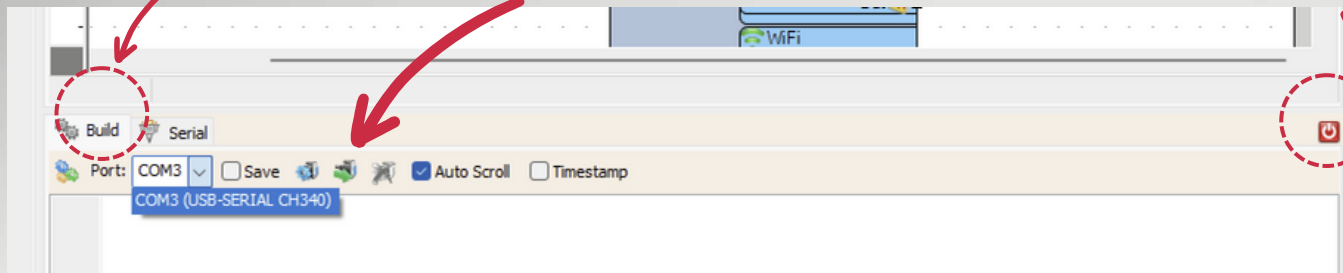 WiFi
Build Serial
Port: COM3 Save Auto Scroll Timestamp
COM3 (USB-SERIAL CH340)